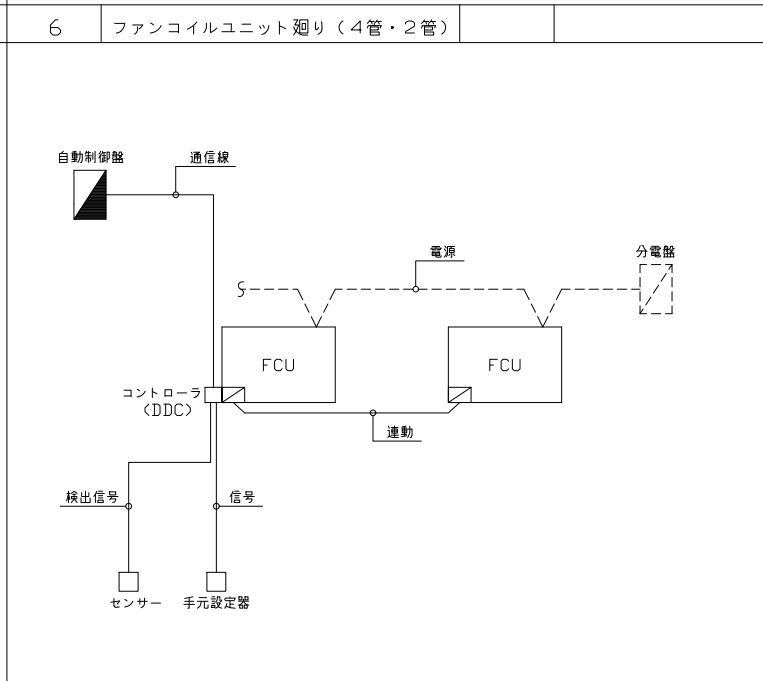 6 ファンコイルユニット廻り（４管・２管）
自動制御盤
通信線
電源
分電盤
FCU
FCU
コントローラ
（DDC）
連動
検出信号
信号
センサー
手元設定器